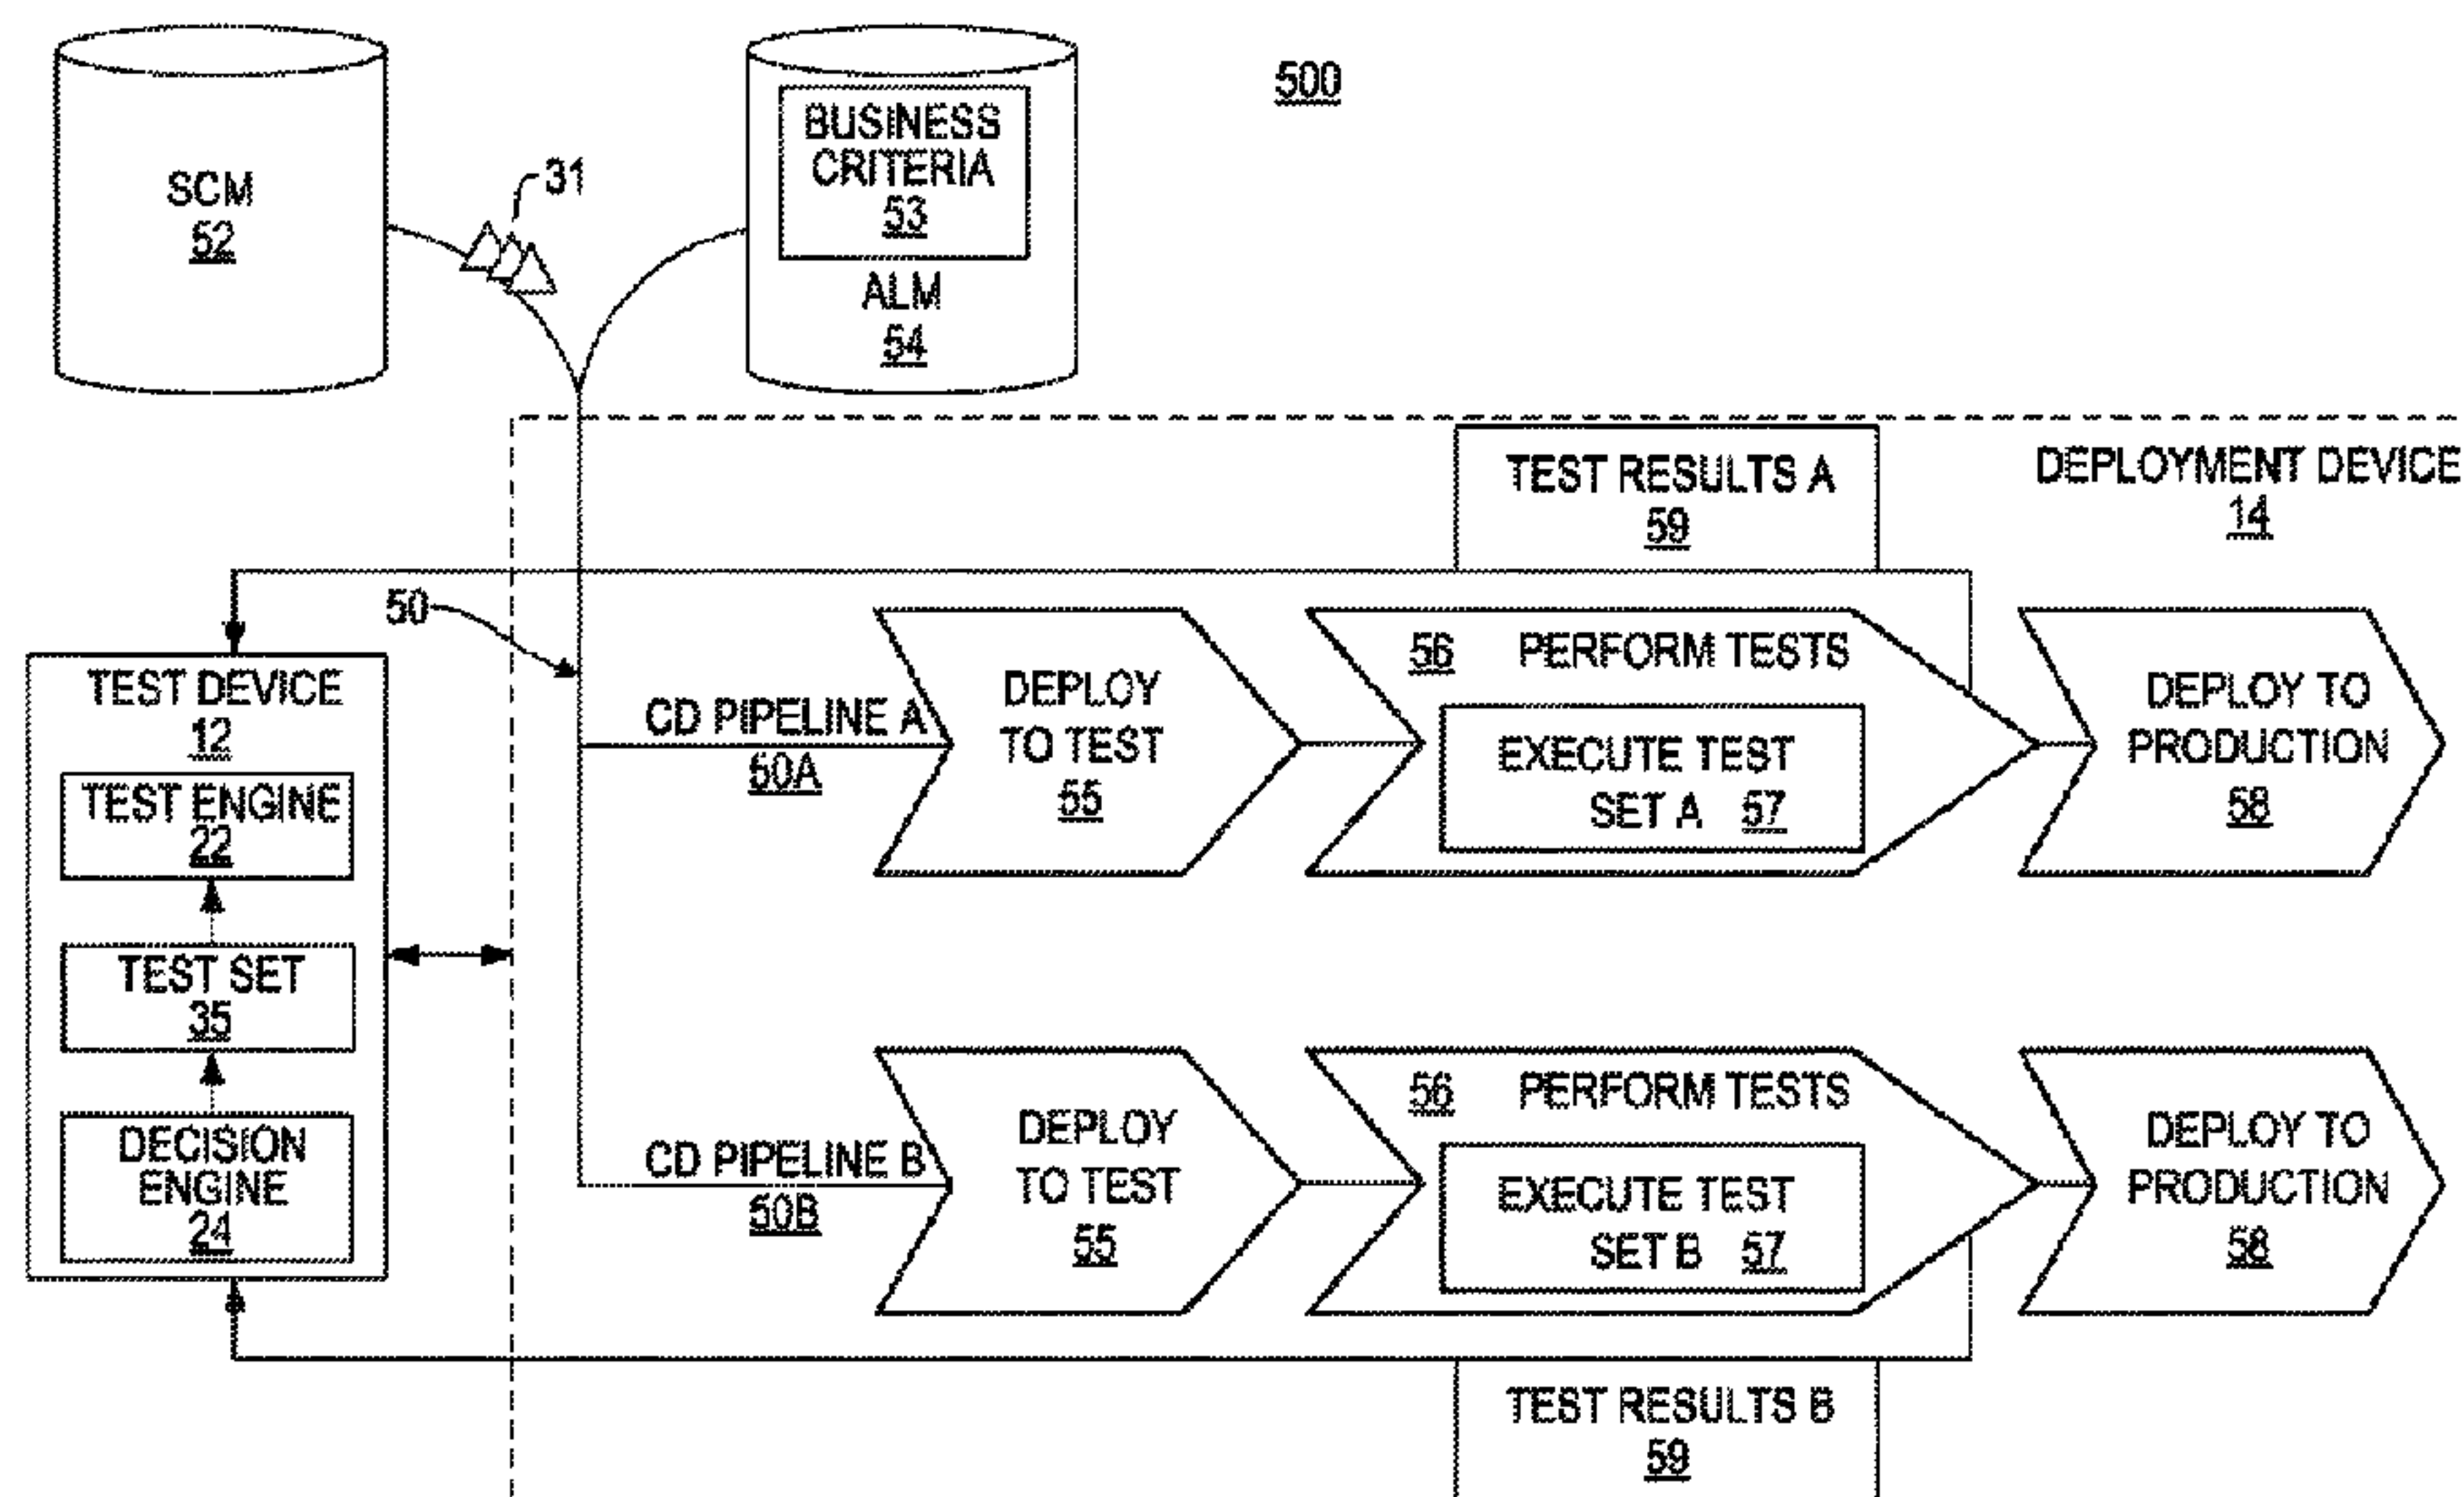 500
SCM
52
31
BUSINESS
CRITERIA
53
ALM
54
DEPLOYMENT DEVICE
14
TEST RESULTS A
59
50
TEST DEVICE
12
TEST ENGINE
22
TEST SET
35
DECISION
ENGINE
24
CD PIPELINE A
50A
DEPLOY
TO TEST
55
56 PERFORM TESTS
EXECUTE TEST
SET A 57
DEPLOY TO
PRODUCTION
58
CD PIPELINE B
50B
DEPLOY
TO TEST
55
56 PERFORM TESTS
EXECUTE TEST
SET B 57
DEPLOY TO
PRODUCTION
58
TEST RESULTS B
59